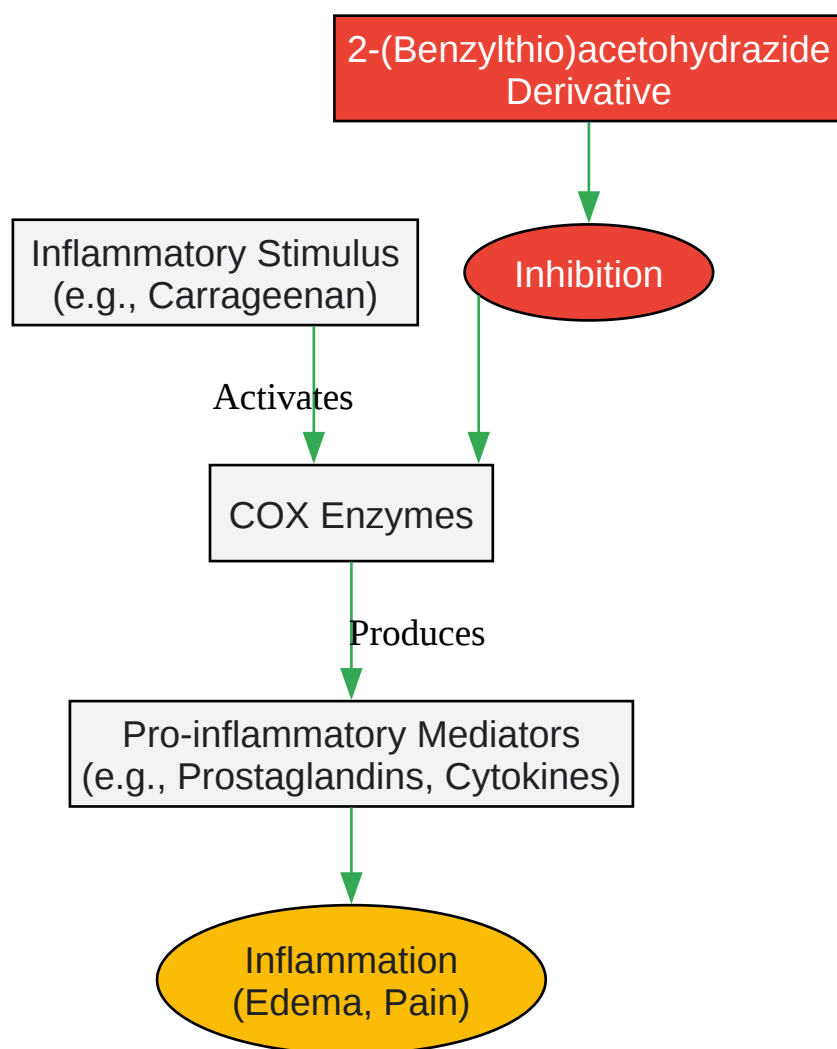 2-(Benzylthio)acetohydrazide
Derivative
Inflammatory Stimulus
(e.g., Carrageenan)
Inhibition
Activates
COX Enzymes
Produces
Pro-inflammatory Mediators
(e.g., Prostaglandins, Cytokines)
Inflammation
(Edema, Pain)